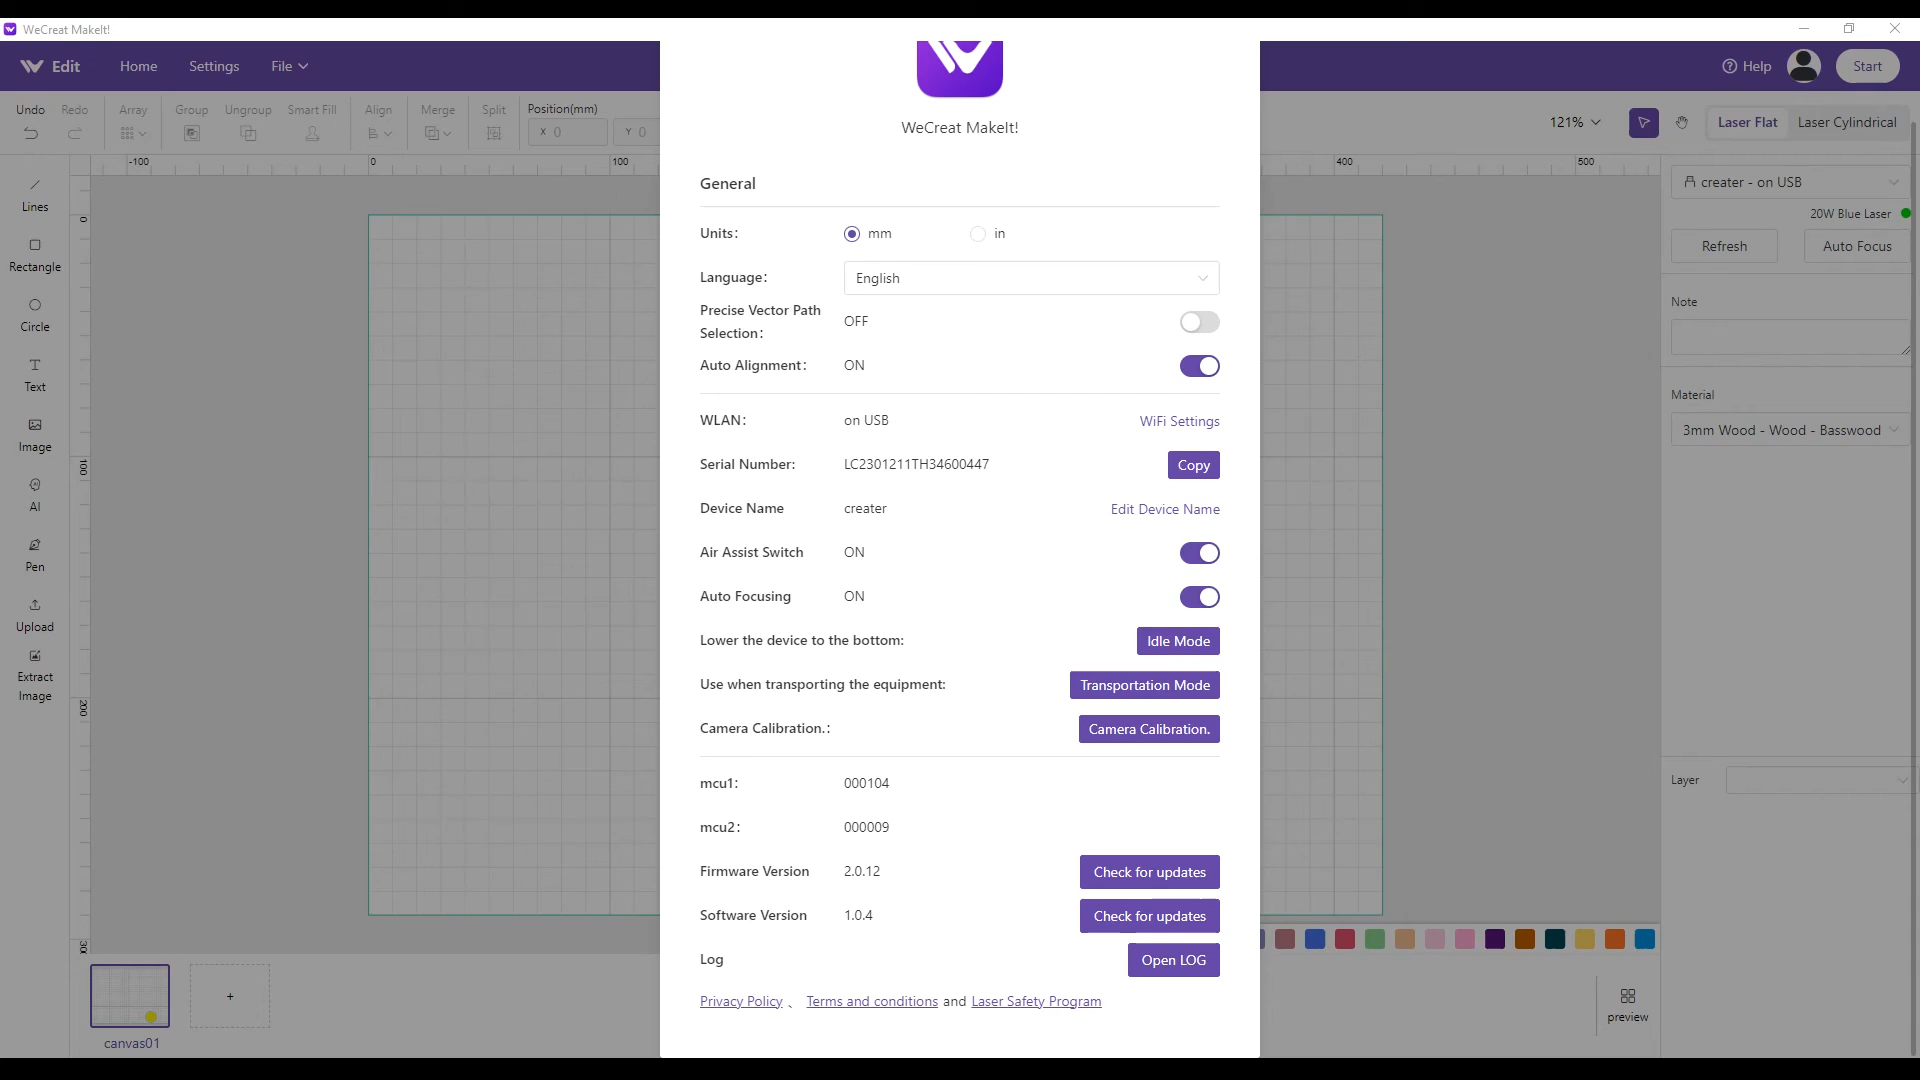 WeCreat MakeIt!
Edit
Home
Settings
File
Help
Start
Undo
Redo
Array
Group
Ungroup
Smart Fill
Align
Merge
Split
Position(mm)
X 0
Y 0
121%
Laser Flat
Laser Cylindrical
-100
0
100
400
500
0
100
200
Lines
Rectangle
Circle
Text
Image
AI
Pen
Upload
Extract
Image
WeCreat MakeIt!
General
Units:
mm
in
Language:
English
Precise Vector Path
Selection:
OFF
Auto Alignment:
ON
WLAN:
on USB
WiFi Settings
Serial Number:
LC2301211TH34600447
Copy
Device Name
creater
Edit Device Name
Air Assist Switch
ON
Auto Focusing
ON
Lower the device to the bottom:
Idle Mode
Use when transporting the equipment:
Transportation Mode
Camera Calibration.:
Camera Calibration.
mcu1:
000104
mcu2:
000009
Firmware Version
2.0.12
Check for updates
Software Version
1.0.4
Check for updates
Log
Open LOG
Privacy Policy 、 Terms and conditions and Laser Safety Program
creater - on USB
20W Blue Laser
Refresh
Auto Focus
Note
Material
3mm Wood - Wood - Basswood
Layer
+
canvas01
preview